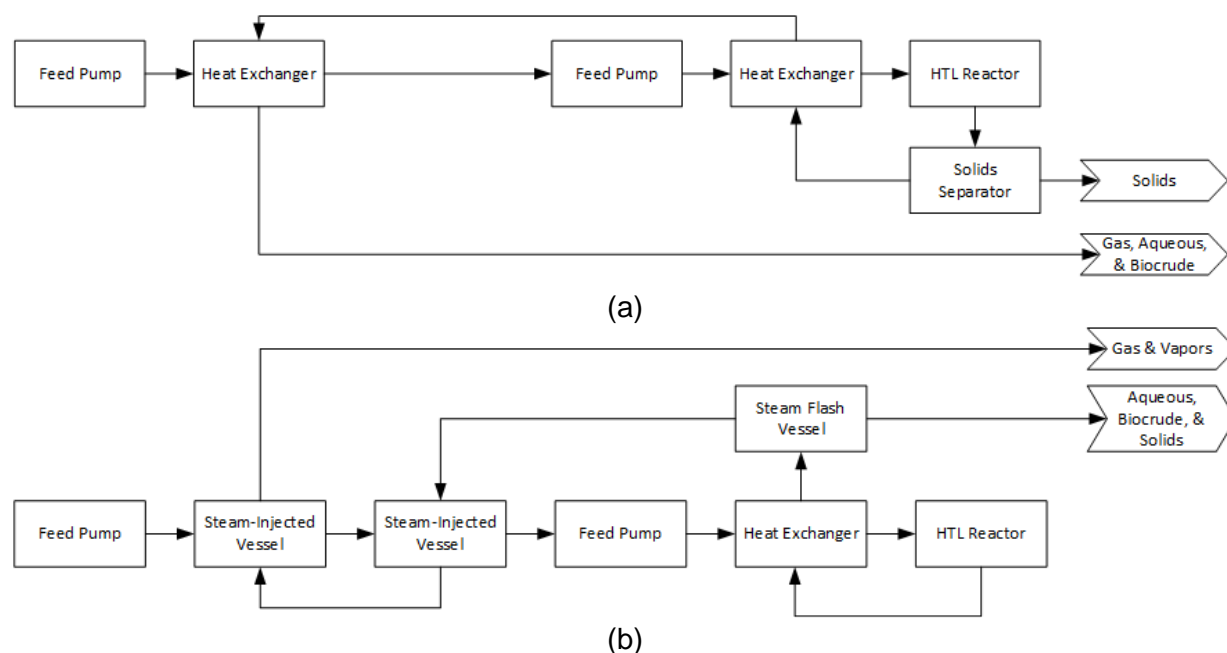 Feed Pump
Heat Exchanger
Feed Pump
Heat Exchanger
HTL Reactor
Solids
Separator
Solids
Gas, Aqueous,
& Biocrude
(a)
Gas & Vapors
Steam Flash
Vessel
Aqueous,
Biocrude, &
Solids
Feed Pump
Steam-Injected
Vessel
Steam-Injected
Vessel
Feed Pump
Heat Exchanger
HTL Reactor
(b)